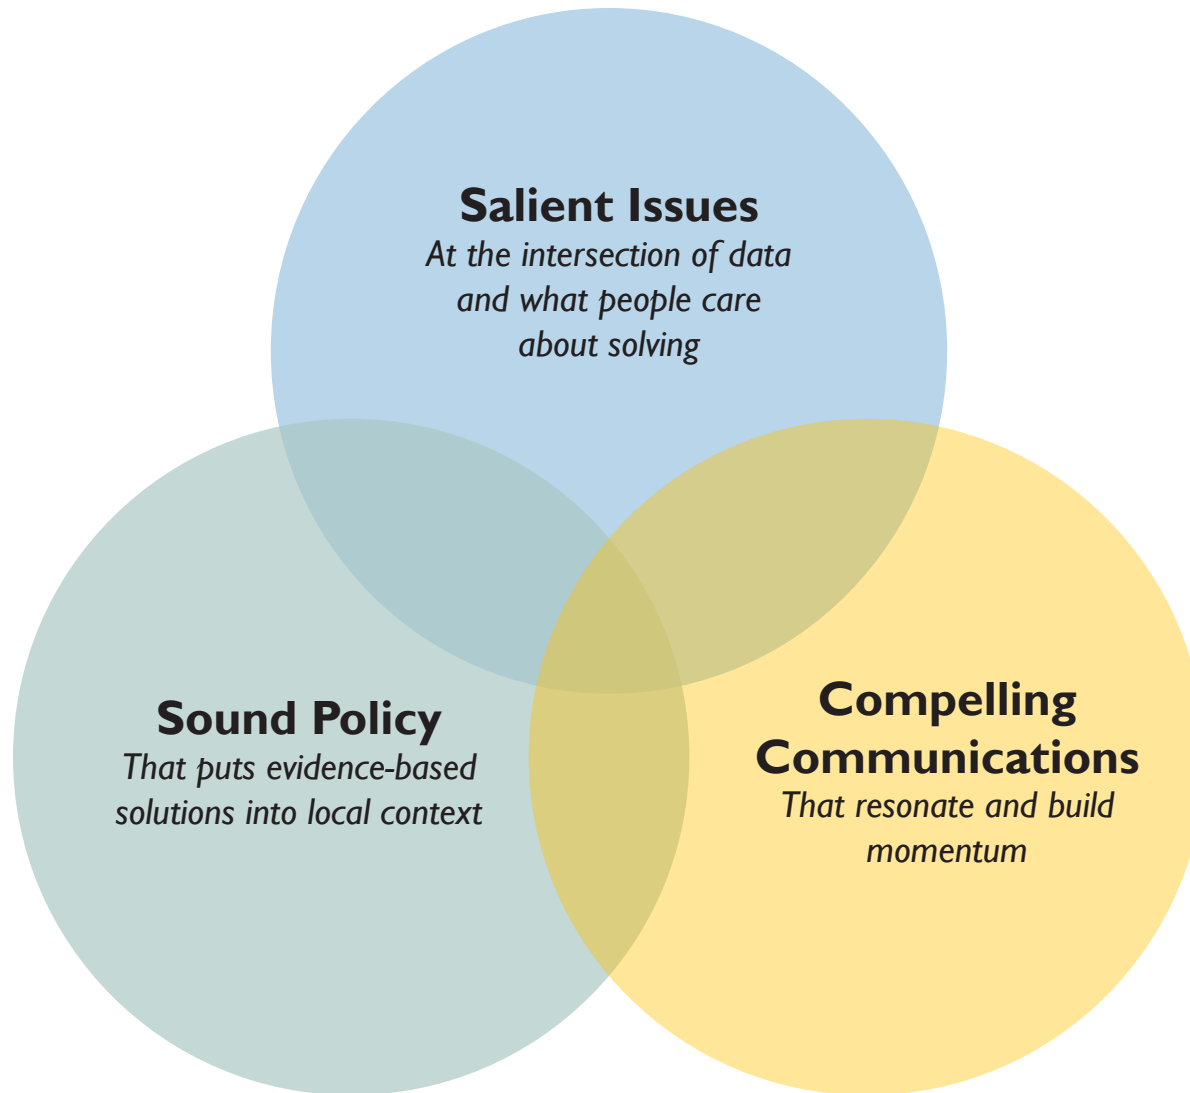 Salient Issues
At the intersection of data
and what people care
about solving
Sound Policy
That puts evidence-based
solutions into local context
Compelling
Communications
That resonate and build
momentum